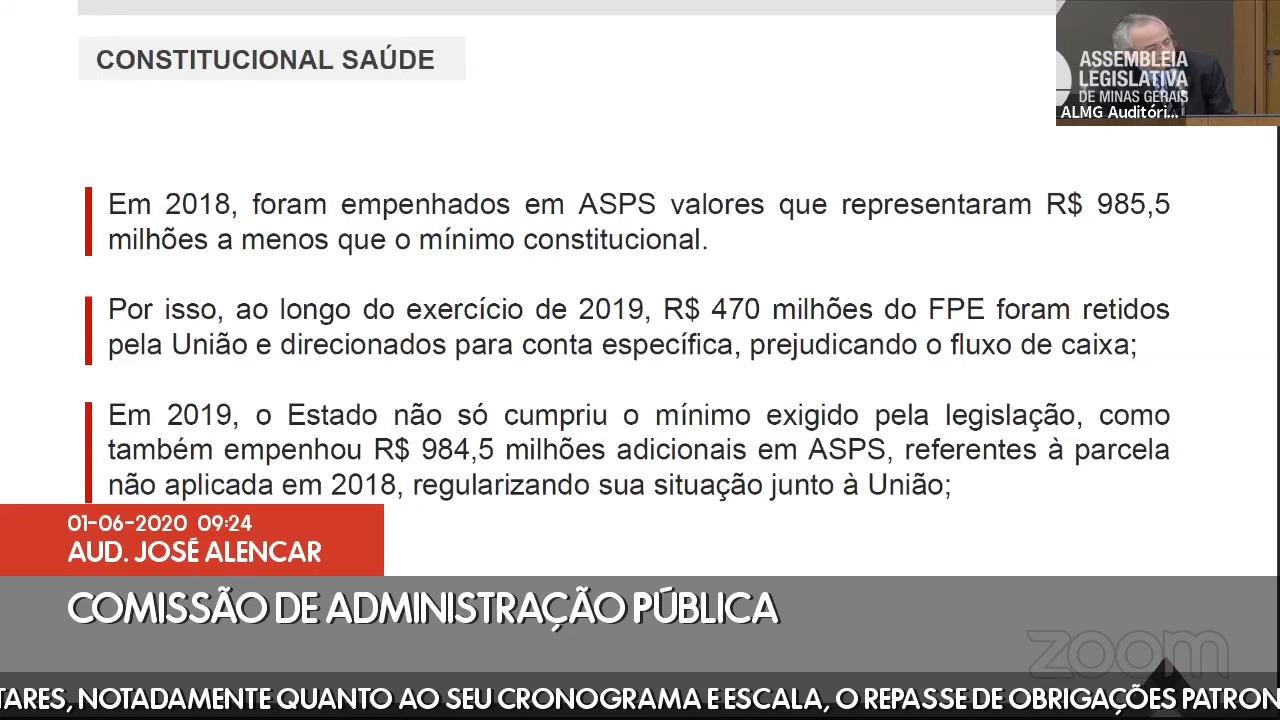 CONSTITUCIONAL SAÚDE
ASSEMBLEIA
LEGISLATIVA
DE MINAS GERAIS
ALMG Auditóri...
Em 2018, foram empenhados em ASPS valores que representaram R$ 985,5
milhões a menos que o mínimo constitucional.
Por isso, ao longo do exercício de 2019, R$ 470 milhões do FPE foram retidos
pela União e direcionados para conta específica, prejudicando o fluxo de caixa;
Em 2019, o Estado não só cumpriu o mínimo exigido pela legislação, como
também empenhou R$ 984,5 milhões adicionais em ASPS, referentes à parcela
não aplicada em 2018, regularizando sua situação junto à União;
01-06-2020 09:24
AUD. JOSÉ ALENCAR
COMISSÃO DE ADMINISTRAÇÃO PÚBLICA
zoom
TARES, NOTADAMENTE QUANTO AO SEU CRONOGRAMA E ESCALA, O REPASSE DE OBRIGAÇÕES PATRON